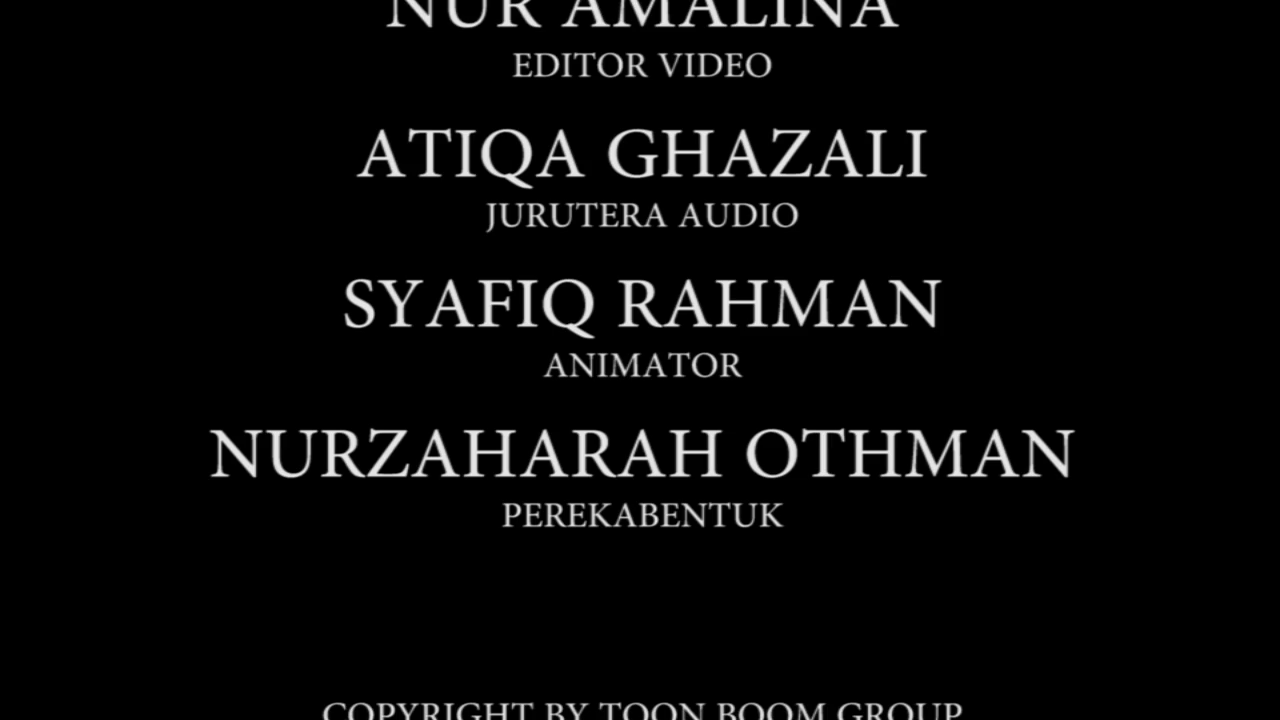 NUR AMALINA
EDITOR VIDEO
ATIQA GHAZALI
JURUTERA AUDIO
SYAFIQ RAHMAN
ANIMATOR
NURZAHARAH OTHMAN
PEREKABENTUK
COPYRIGHT BY TOON BOOM GROUP